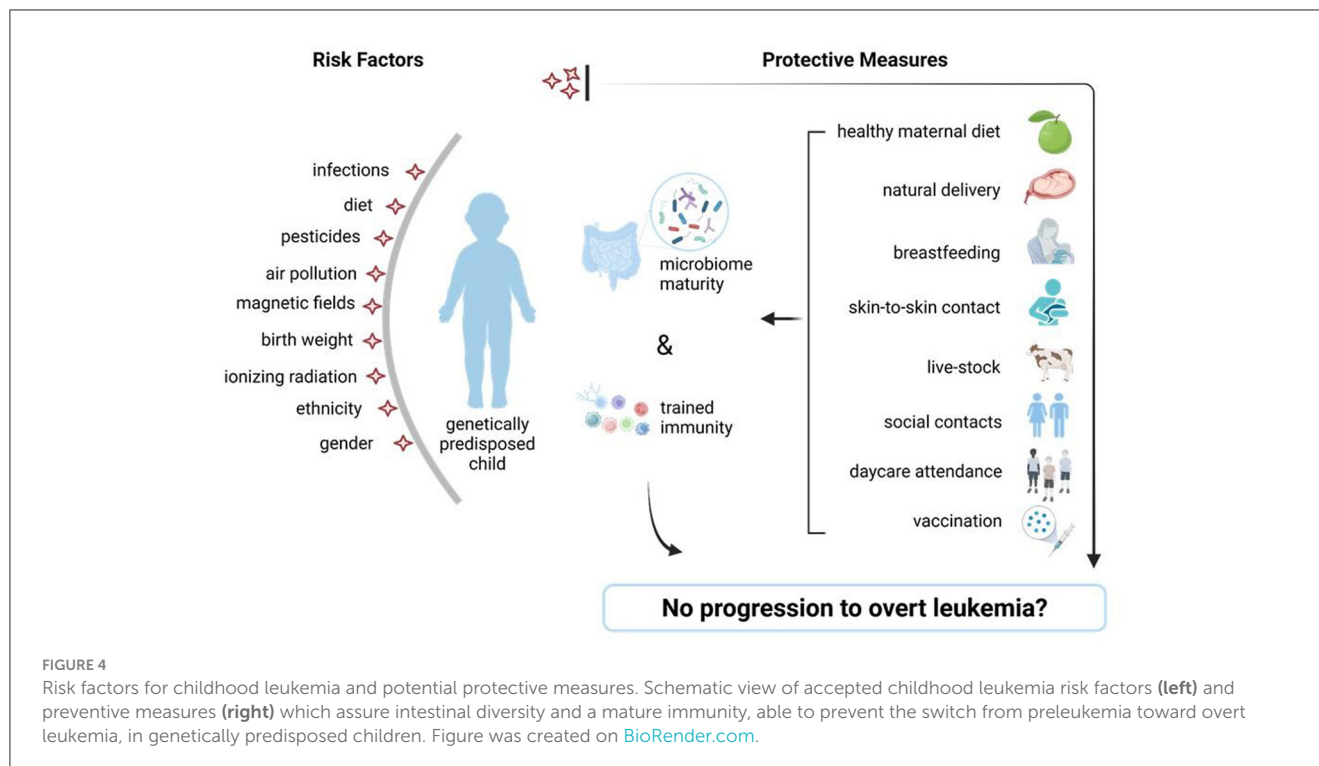 Risk Factors
Protective Measures
infections
diet
pesticides
air pollution
magnetic fields
birth weight
ionizing radiation
ethnicity
gender
genetically
predisposed
child
microbiome
maturity
&
trained
immunity
healthy maternal diet
natural delivery
breastfeeding
skin-to-skin contact
live-stock
social contacts
daycare attendance
vaccination
No progression to overt leukemia?
FIGURE 4
Risk factors for childhood leukemia and potential protective measures. Schematic view of accepted childhood leukemia risk factors (left) and
preventive measures (right) which assure intestinal diversity and a mature immunity, able to prevent the switch from preleukemia toward overt
leukemia, in genetically predisposed children. Figure was created on BioRender.com.